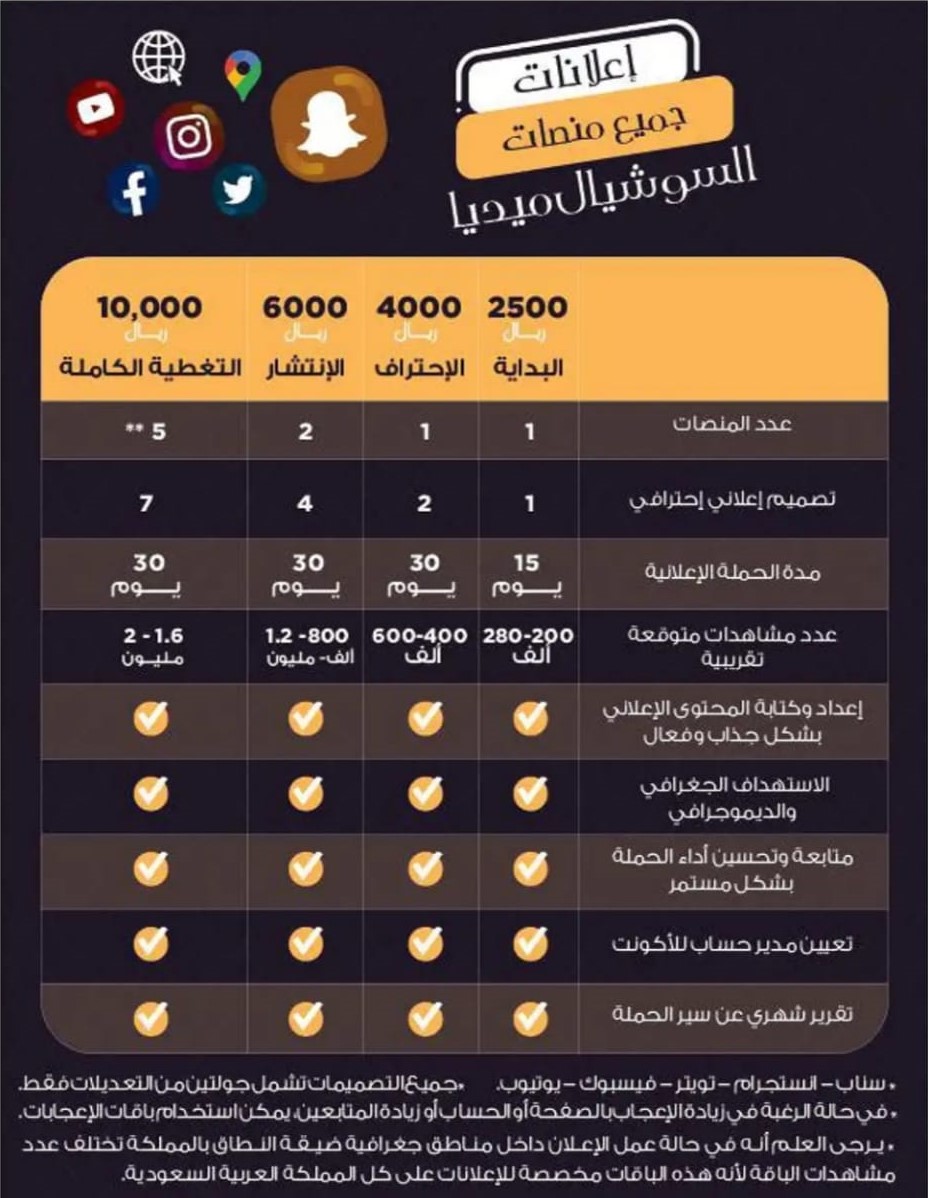 إعلانات
جميع منصات
السوشيال ميديا
2500 4000 6000 10,000
ريال ريال ريال ريال
البداية الإحتراف الإنتشار التغطية الكاملة
عدد المنصات 1 1 2 5 **
تصميم إعلاني إحترافي 1 2 4 7
مدة الحملة الإعلانية 15 30 30 30
يوم يوم يوم يوم
عدد مشاهدات متوقعة 280-200 600-400 1.2 -800 2 - 1.6
تقريبية ألف ألف ألف- مليون مليون
إعداد وكتابة المحتوى الإعلاني
بشكل جذاب وفعال
الاستهداف الجغرافي
والديموجرافي
متابعة وتحسين أداء الحملة
بشكل مستمر
تعيين مدير حساب للأكونت
تقرير شهري عن سير الحملة
* سناب – انستجرام – تويتر – فيسبوك – يوتيوب. *جميع التصميمات تشمل جولتين من التعديلات فقط.
* في حالة الرغبة في زيادة الإعجاب بالصفحة أو الحساب أو زيادة المتابعين، يمكن استخدام باقات الإعجابات.
* يرجى العلم أنه في حالة عمل الإعلان داخل مناطق جغرافية ضيقة النطاق بالمملكة تختلف عدد
مشاهدات الباقة لأنه هذه الباقات مخصصة للإعلانات على كل المملكة العربية السعودية.